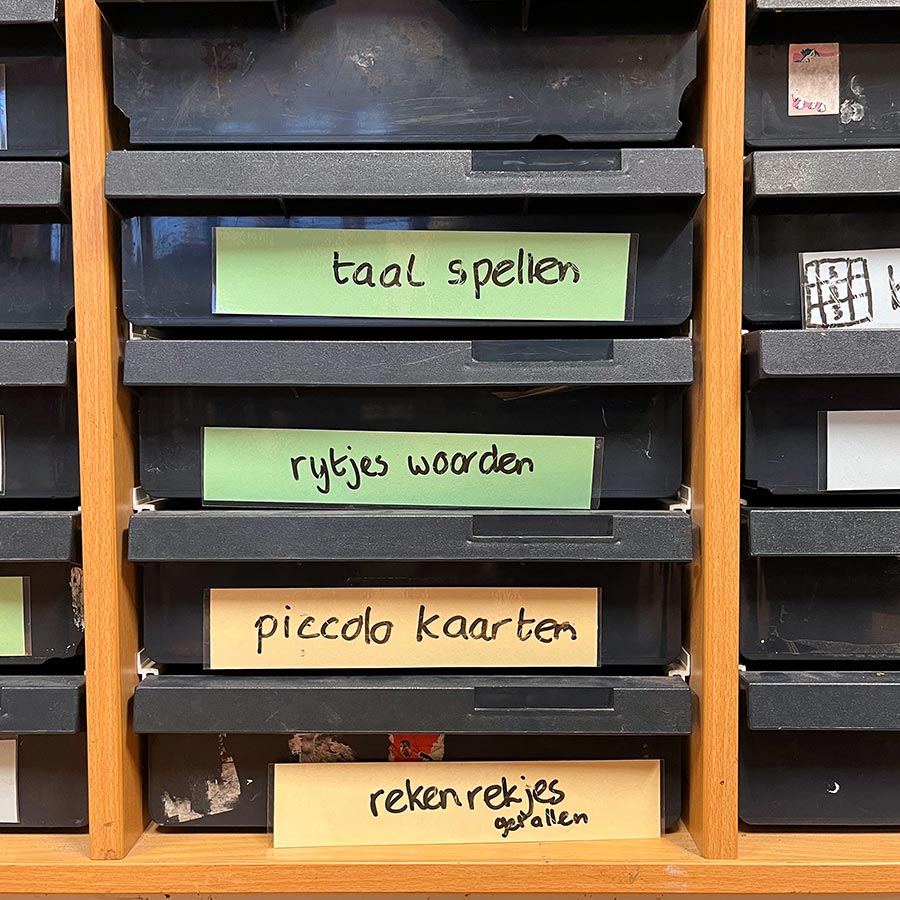 taal spellen
rytjes woorden
piccolo kaarten
rekenrekjes
getallen